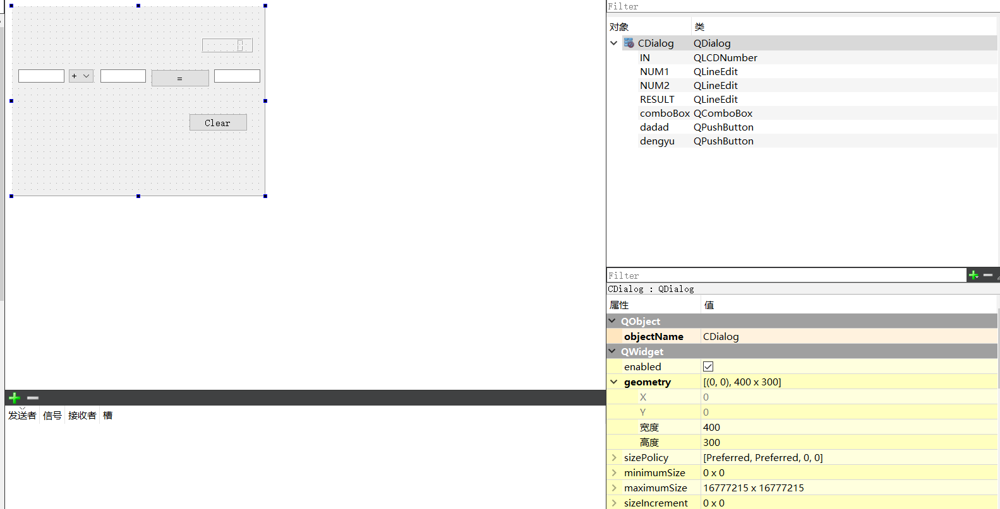 0
+
=
Clear
发送者 信号 接收者 槽
Filter
对象 类
CDialog QDialog
IN QLCDNumber
NUM1 QLineEdit
NUM2 QLineEdit
RESULT QLineEdit
comboBox QComboBox
dadad QPushButton
dengyu QPushButton
Filter
CDialog : QDialog
属性 值
QObject
objectName CDialog
QWidget
enabled
geometry [(0, 0), 400 x 300]
X 0
Y 0
宽度 400
高度 300
sizePolicy [Preferred, Preferred, 0, 0]
minimumSize 0 x 0
maximumSize 16777215 x 16777215
sizeIncrement 0 x 0